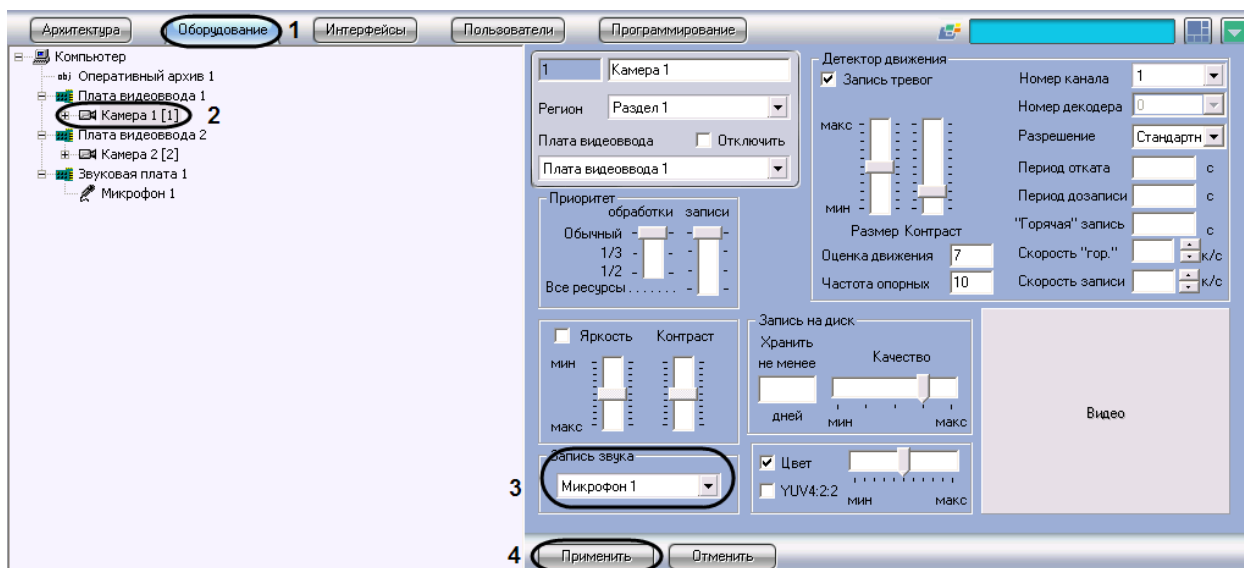 Архитектура Оборудование 1 Интерфейсы Пользователи Программирование
Компьютер
abj Оперативный архив 1
Плата видеоввода 1
Камера 1 [1] 2
Плата видеоввода 2
Камера 2 [2]
Звуковая плата 1
Микрофон 1
1 Камера 1
Регион Раздел 1
Плата видеоввода Отключить
Плата видеоввода 1
Приоритет
обработки записи
Обычный
1/3
1/2
Все ресурсы.......
Яркость Контраст
мин
макс
Запись звука
3 Микрофон 1
Детектор движения
Запись тревог
макс
мин
Размер Контраст
Оценка движения 7
Частота опорных 10
Номер канала 1
Номер декодера 0
Разрешение Стандартн
Период отката с
Период дозаписи с
"Горячая" запись с
Скорость "гор." к/с
Скорость записи к/с
Запись на диск
Хранить
не менее
дней
Качество
мин макс
Цвет
YUV4:2:2
мин макс
Видео
4 Применить Отменить